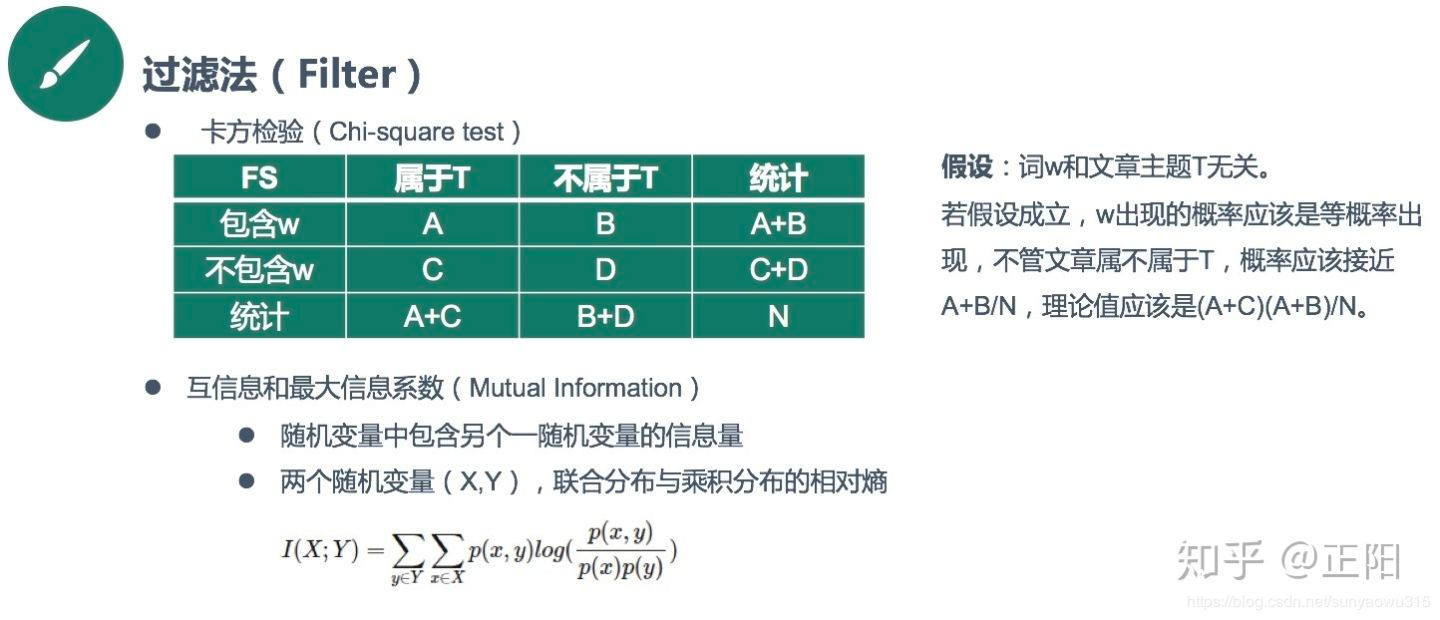 过滤法（Filter）
卡方检验（Chi-square test）
FS 属于T 不属于T 统计
包含w A B A+B
不包含w C D C+D
统计 A+C B+D N
假设：词w和文章主题T无关。
若假设成立，w出现的概率应该是等概率出
现，不管文章属不属于T，概率应该接近
A+B/N，理论值应该是(A+C)(A+B)/N。
互信息和最大信息系数（Mutual Information）
随机变量中包含另个一随机变量的信息量
两个随机变量（X,Y），联合分布与乘积分布的相对熵
I(X;Y) = ∑_{y∈Y} ∑_{x∈X} p(x,y)log(p(x,y)/p(x)p(y))
知乎 @正阳
https://blog.csdn.net/sunyaowu315